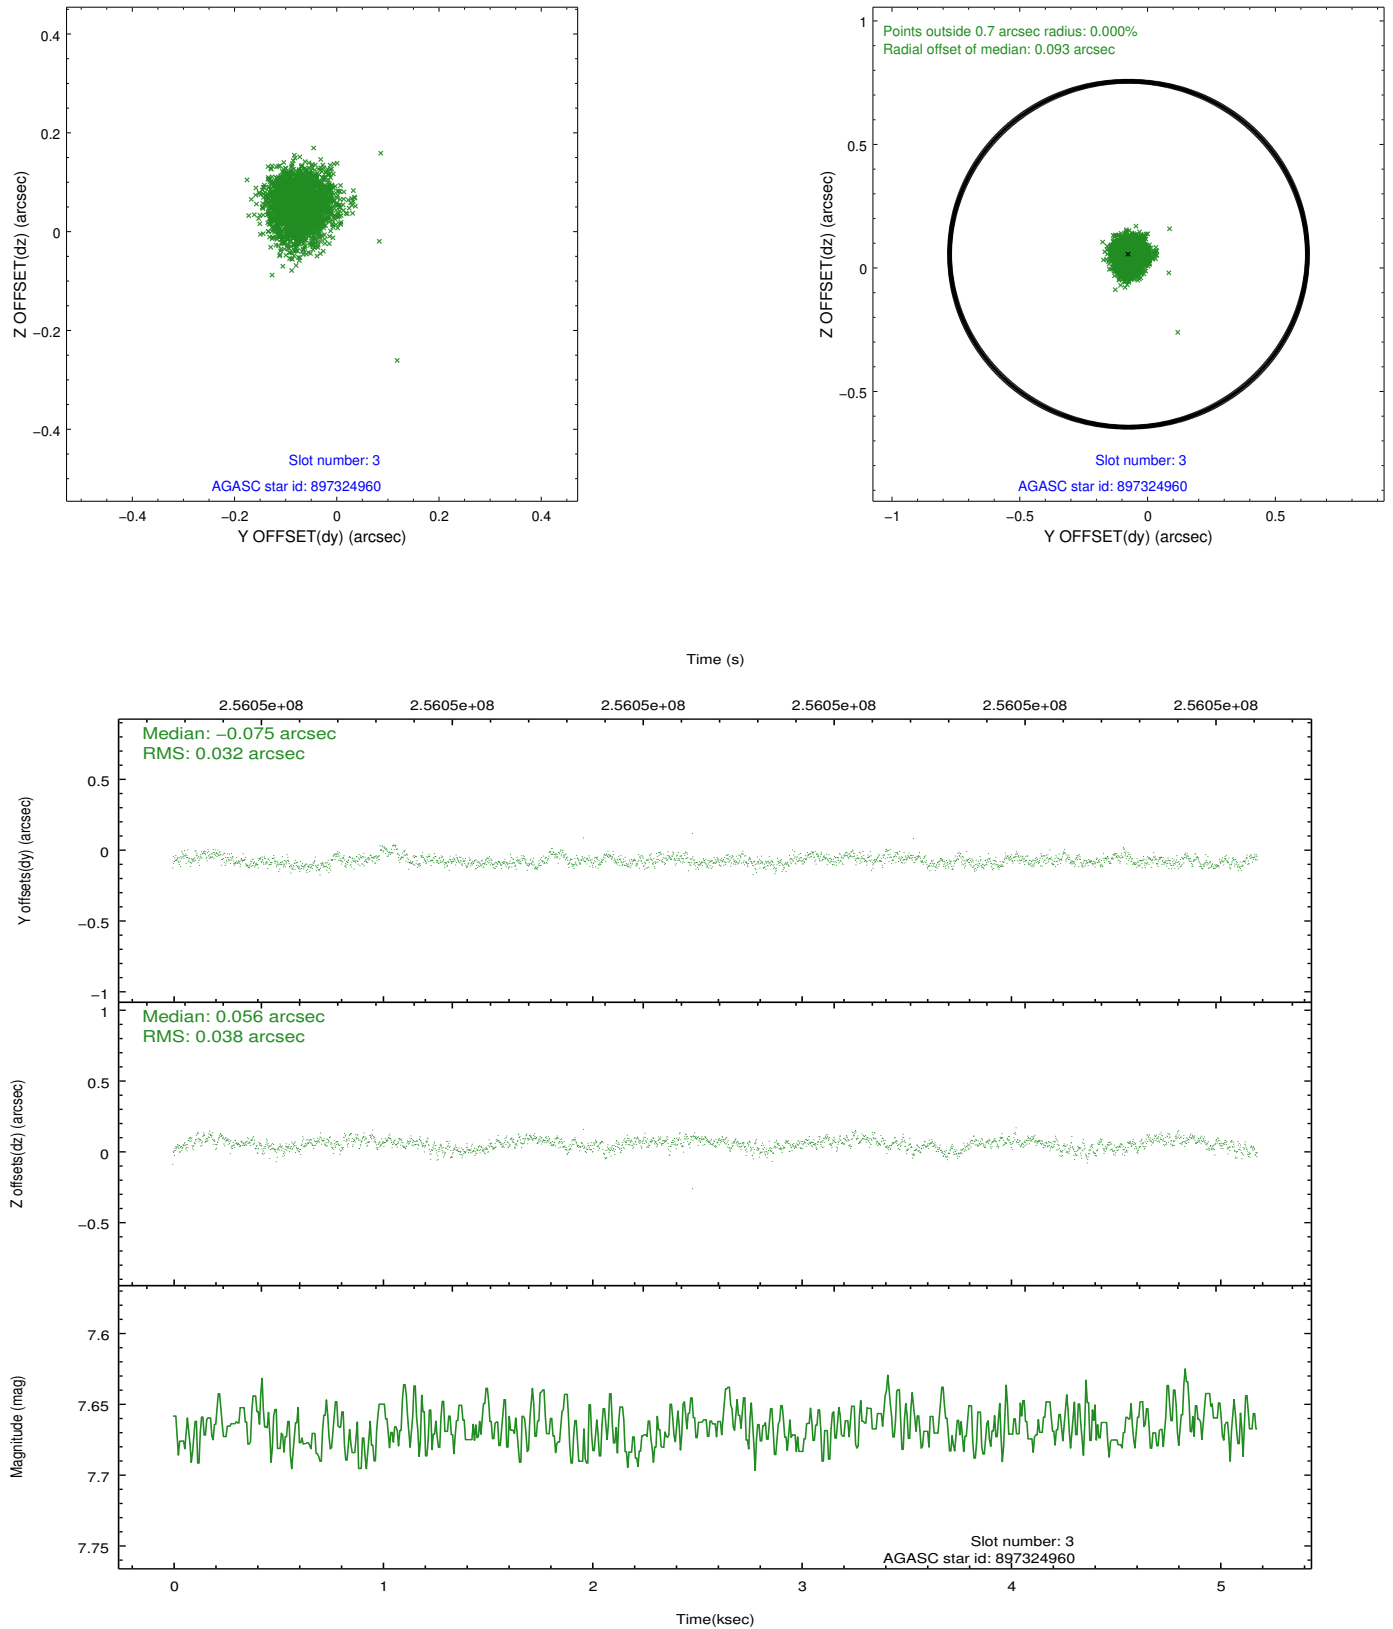 0.4
0.2
0
−0.2
−0.4
Z OFFSET(dz) (arcsec)
Slot number: 3
AGASC star id: 897324960
−0.4 −0.2 0 0.2 0.4
Y OFFSET(dy) (arcsec)
Points outside 0.7 arcsec radius: 0.000%
Radial offset of median: 0.093 arcsec
1
0.5
0
−0.5
Z OFFSET(dz) (arcsec)
Slot number: 3
AGASC star id: 897324960
−1 −0.5 0 0.5
Y OFFSET(dy) (arcsec)
Time (s)
2.5605e+08 2.5605e+08 2.5605e+08 2.5605e+08 2.5605e+08 2.5605e+08
Median: −0.075 arcsec
RMS: 0.032 arcsec
0.5
0
−0.5
−1
Y offsets(dy) (arcsec)
Median: 0.056 arcsec
RMS: 0.038 arcsec
1
0.5
0
−0.5
Z offsets(dz) (arcsec)
7.6
7.65
7.7
7.75
Magnitude (mag)
Slot number: 3
AGASC star id: 897324960
0 1 2 3 4 5
Time(ksec)